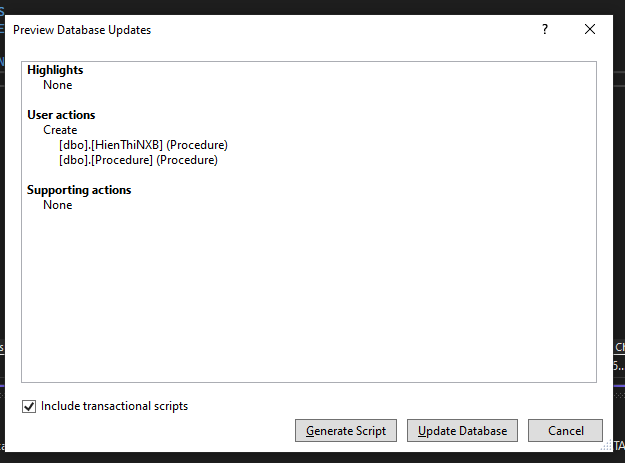 Preview Database Updates
?
Highlights
None
User actions
Create
[dbo].[HienThiNXB] (Procedure)
[dbo].[Procedure] (Procedure)
Supporting actions
None
Include transactional scripts
Generate Script
Update Database
Cancel